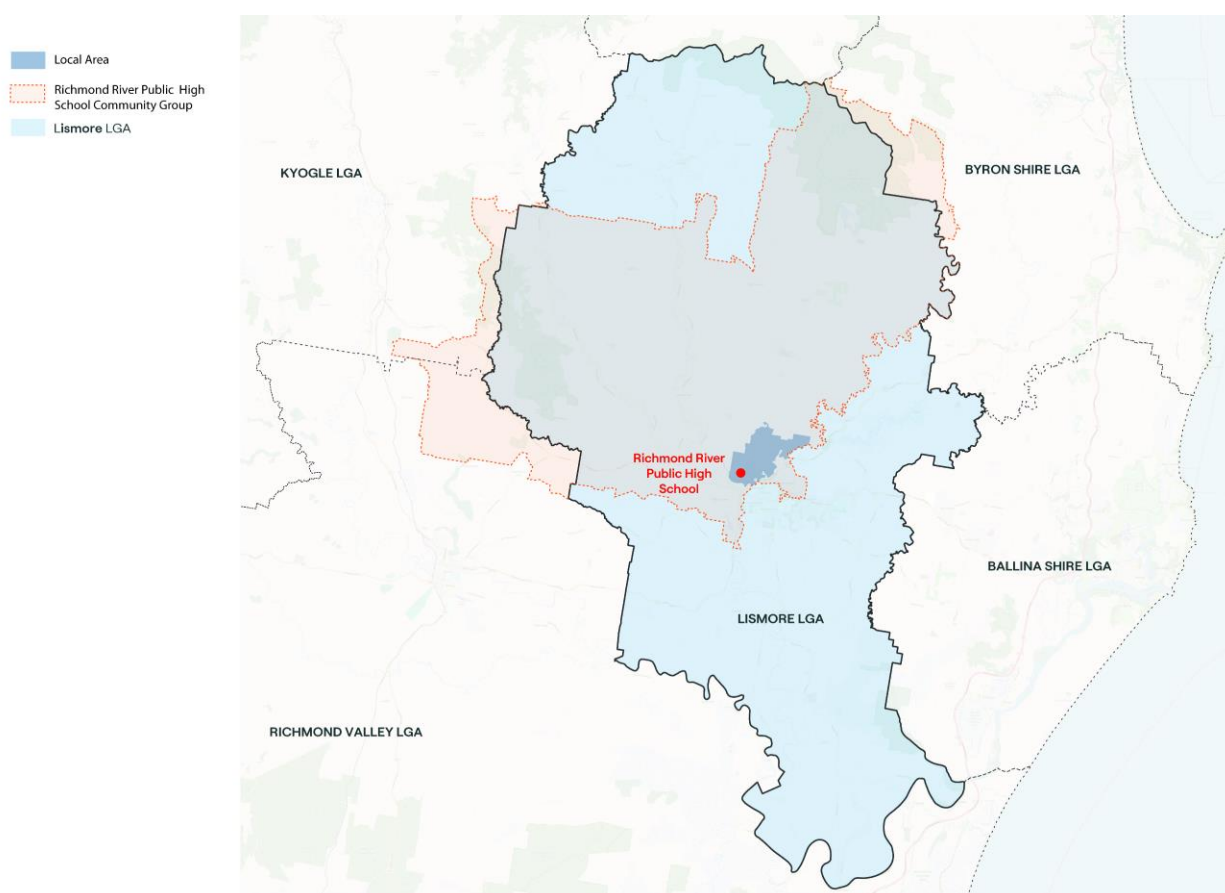 Local Area
Richmond River Public High
School Community Group
Lismore LGA
KYOGLE LGA
BYRON SHIRE LGA
Richmond River
Public High
School
BALLINA SHIRE LGA
LISMORE LGA
RICHMOND VALLEY LGA